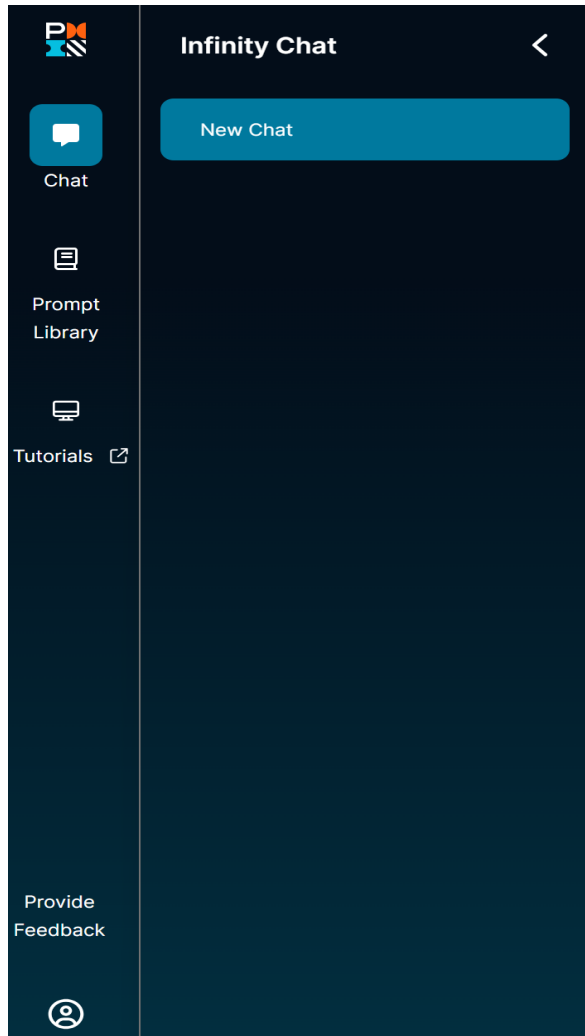 Infinity Chat
New Chat
Chat
Prompt
Library
Tutorials
Provide
Feedback